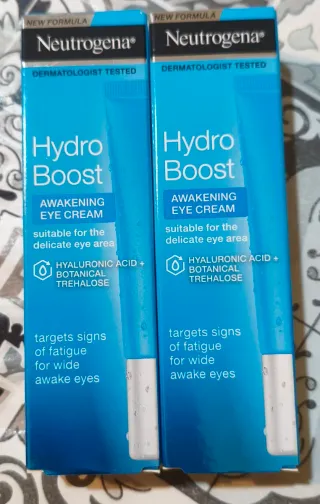 NEW FORMULA
Neutrogena®
DERMATOLOGIST TESTED
Hydro
Boost
AWAKENING
EYE CREAM
suitable for the
delicate eye area
HYALURONIC ACID +
BOTANICAL
TREHALOSE
targets signs
of fatigue
for wide
awake eyes
NEW FORMULA
Neutrogena®
DERMATOLOGIST TESTED
Hydro
Boost
AWAKENING
EYE CREAM
suitable for the
delicate eye area
HYALURONIC ACID +
BOTANICAL
TREHALOSE
targets signs
of fatigue
for wide
awake eyes